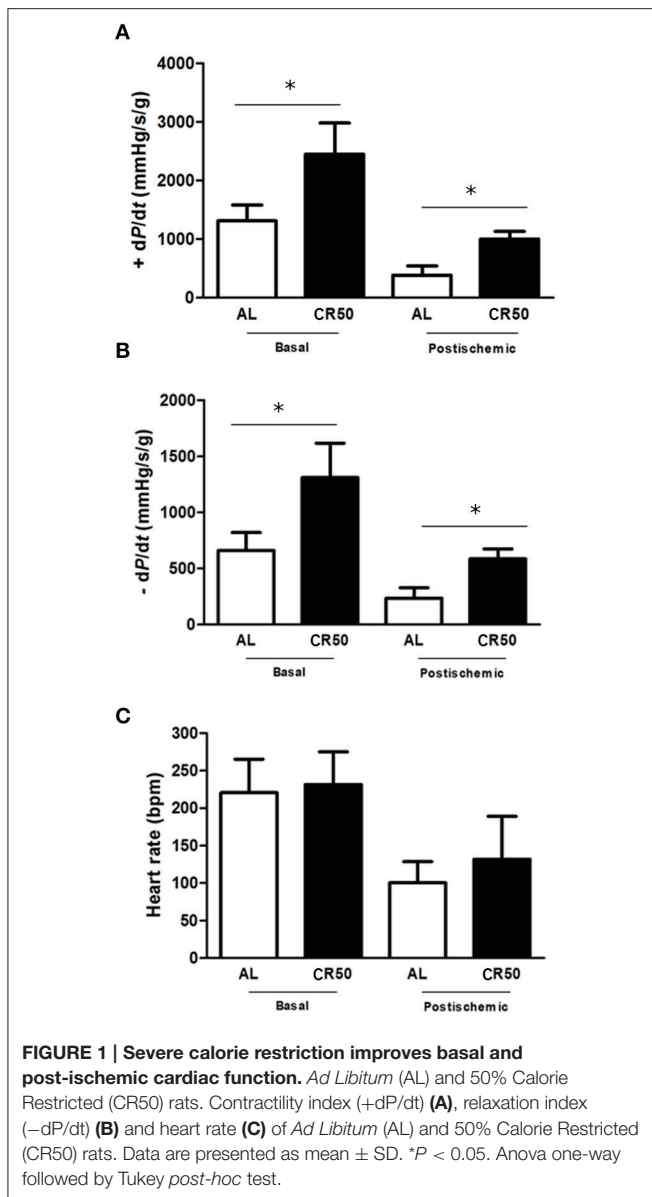 A
+ dP/dt (mmHg/s/g)
4000
3000
2000
1000
0
*
*
AL
CR50
AL
CR50
Basal
Postischemic
B
- dP/dt (mmHg/s/g)
2000
1500
1000
500
0
*
*
AL
CR50
AL
CR50
Basal
Postischemic
C
Heart rate (bpm)
300
250
200
150
100
50
0
AL
CR50
AL
CR50
Basal
Postischemic
FIGURE 1 | Severe calorie restriction improves basal and
post-ischemic cardiac function. Ad Libitum (AL) and 50% Calorie
Restricted (CR50) rats. Contractility index (+dP/dt) (A), relaxation index
(−dP/dt) (B) and heart rate (C) of Ad Libitum (AL) and 50% Calorie Restricted
(CR50) rats. Data are presented as mean ± SD. *P < 0.05. Anova one-way
followed by Tukey post-hoc test.